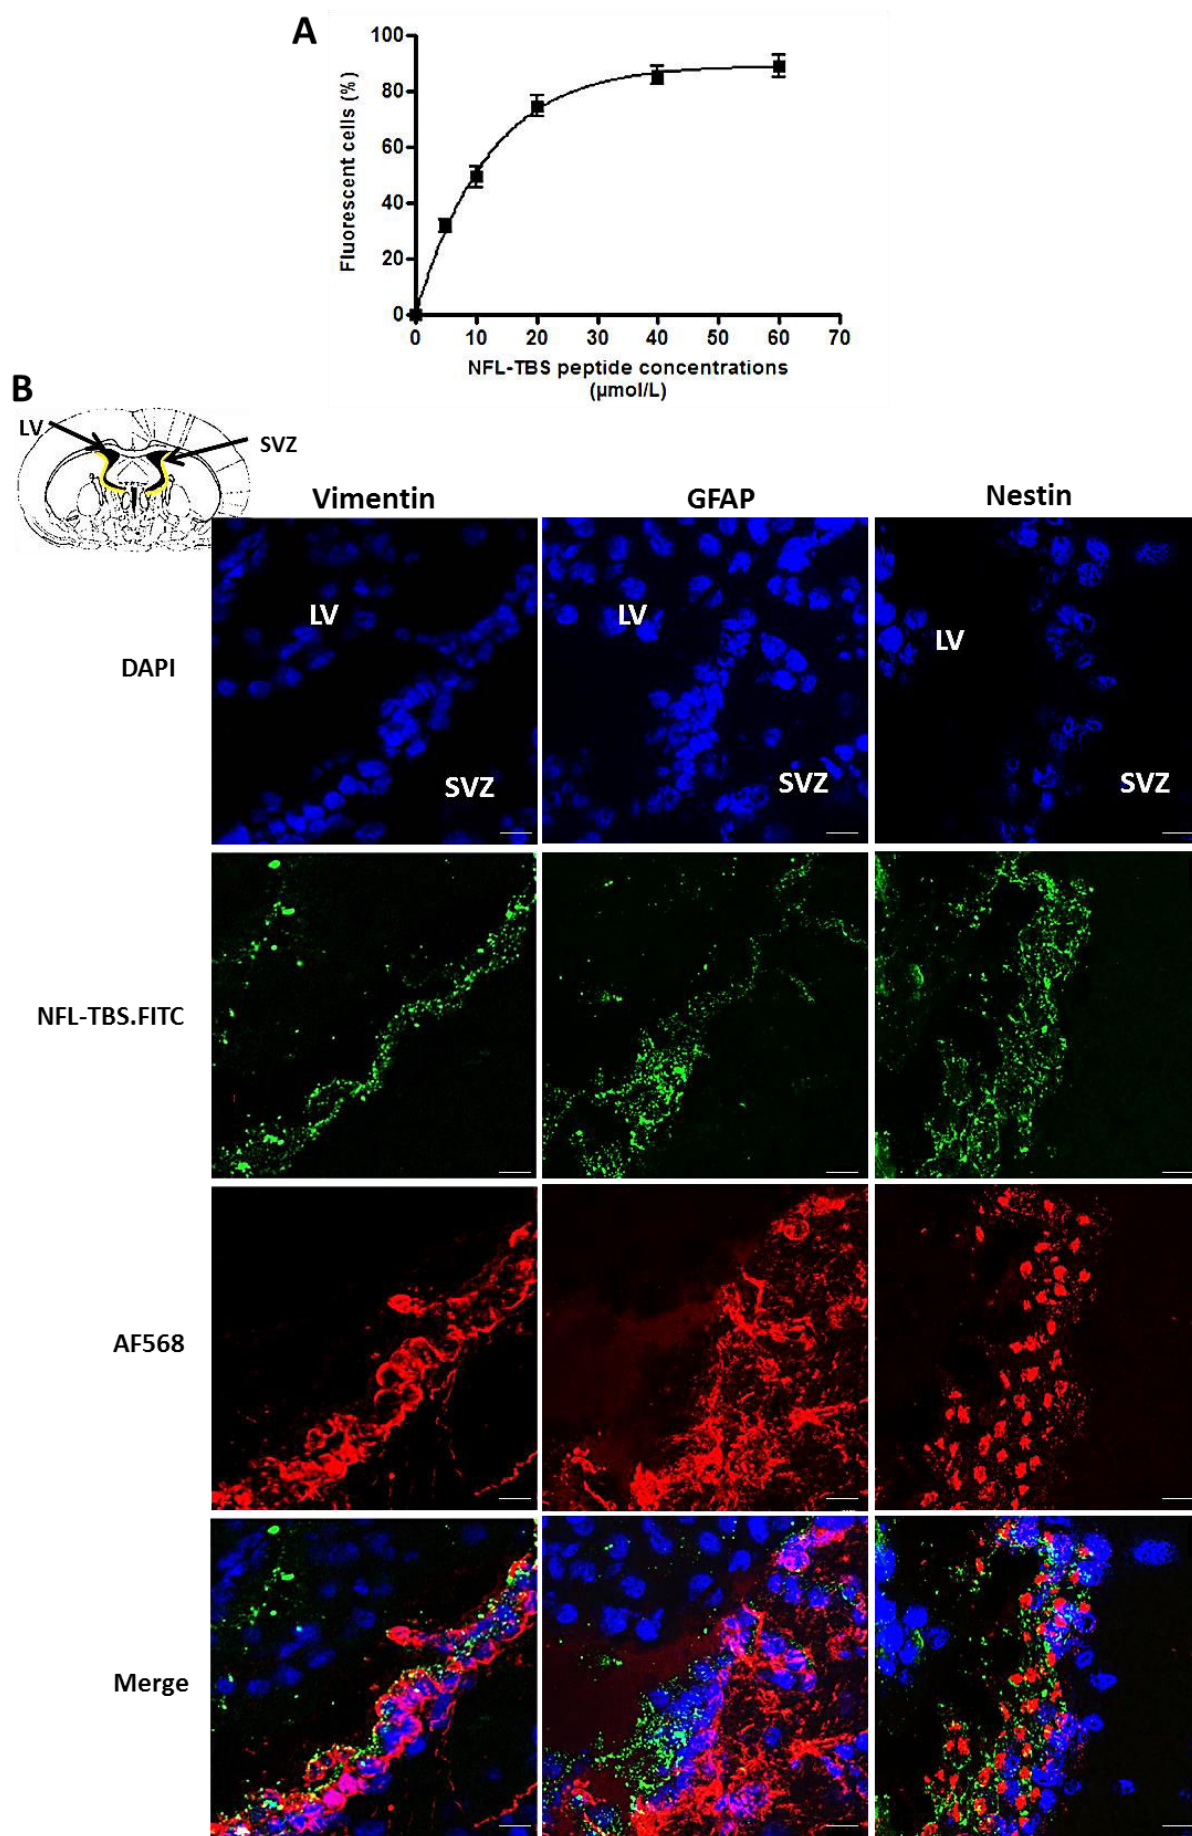 A
100
80
60
40
20
0
Fluorescent cells (%)
0 10 20 30 40 50 60 70
NFL-TBS peptide concentrations
(µmol/L)
B
LV
SVZ
Vimentin GFAP Nestin
DAPI
LV LV LV
SVZ SVZ SVZ
NFL-TBS.FITC
AF568
Merge